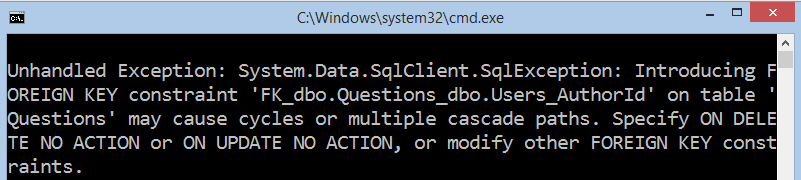 C:\Windows\system32\cmd.exe
C:\.
Unhandled Exception: System.Data.SqlClient.SqlException: Introducing F
OREIGN KEY constraint 'FK_dbo.Questions_dbo.Users_AuthorId' on table '
Questions' may cause cycles or multiple cascade paths. Specify ON DELE
TE NO ACTION or ON UPDATE NO ACTION, or modify other FOREIGN KEY const
raints.